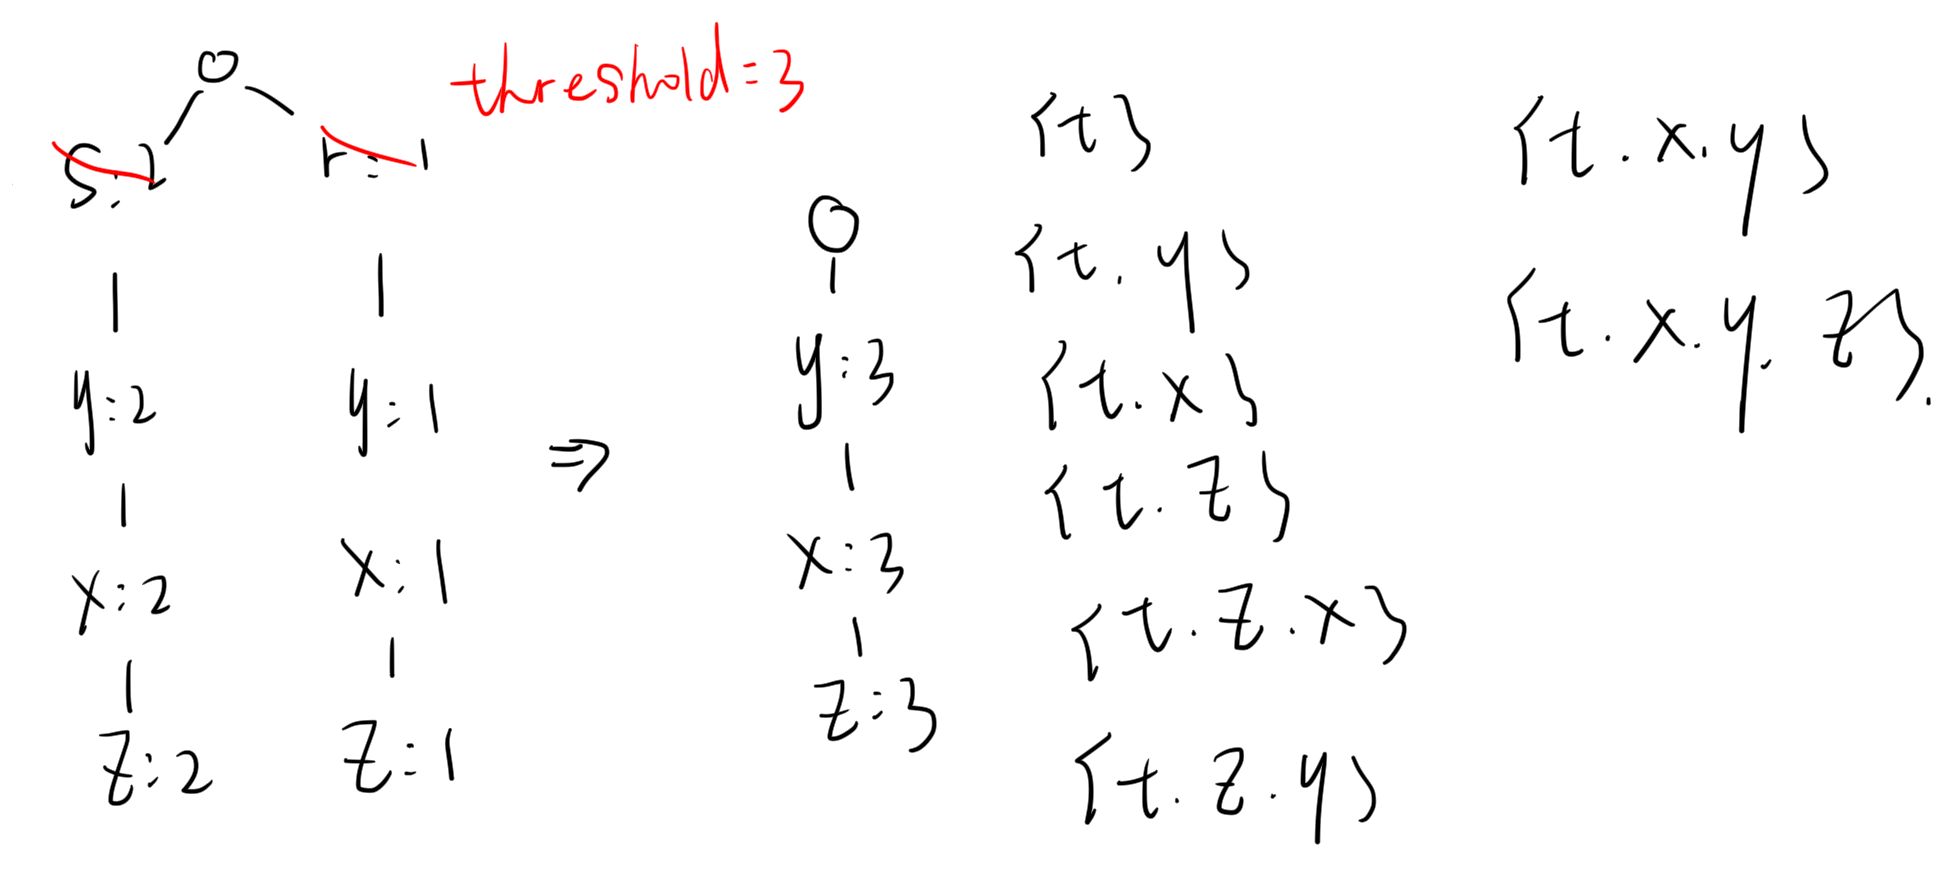 O
threshold=3
S:2 r:1
y:2 y:1
x:2 x:1
z:2 z:1
⇒
O
y:3
x:3
z:3
{t}
{t.y}
{t.x}
{t.z}
{t.z.x}
{t.z.y}
{t.x.y}
{t.x.y.z}.